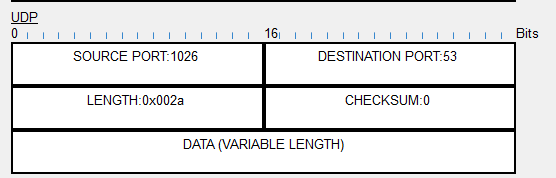 UDP
0 16 Bits
SOURCE PORT:1026 DESTINATION PORT:53
LENGTH:0x002a CHECKSUM:0
DATA (VARIABLE LENGTH)